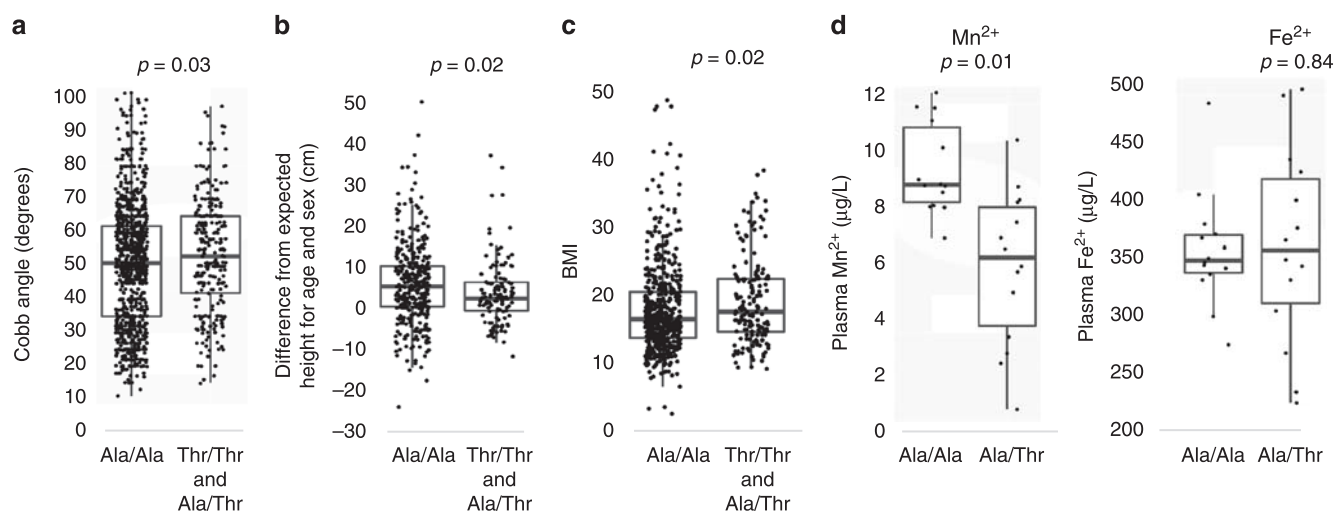 a
p = 0.03
Cobb angle (degrees)
100
90
80
70
60
50
40
30
20
10
0
Ala/Ala
Thr/Thr
and
Ala/Thr
b
p = 0.02
Difference from expected
height for age and sex (cm)
50
40
30
20
10
0
–10
–20
–30
Ala/Ala
Thr/Thr
and
Ala/Thr
c
p = 0.02
BMI
50
40
30
20
10
0
Ala/Ala
Thr/Thr
and
Ala/Thr
d
Mn2+
p = 0.01
Plasma Mn2+ (µg/L)
12
10
8
6
4
2
0
Ala/Ala
Ala/Thr
Fe2+
p = 0.84
Plasma Fe2+ (µg/L)
500
450
400
350
300
250
200
Ala/Ala
Ala/Thr